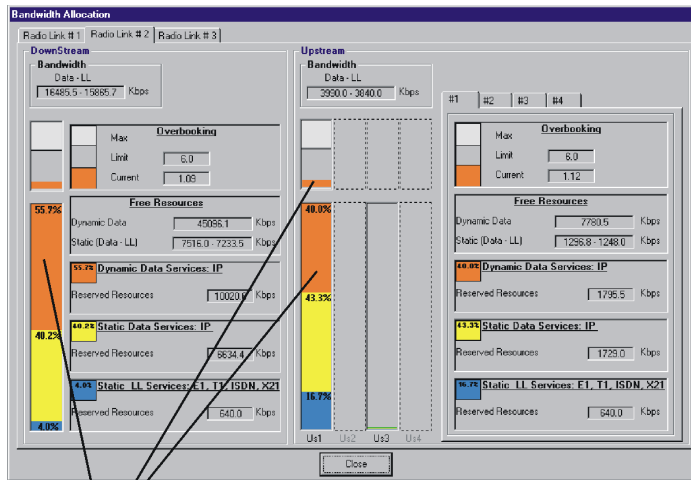 Bandwidth Allocation
Radio Link # 1 Radio Link # 2 Radio Link # 3
DownStream
Bandwidth
Data - LL
16485.5 - 15865.7 Kbps
Max Overbooking
Limit 6.0
Current 1.09
Free Resources
Dynamic Data 45096.1 Kbps
Static (Data - LL) 7516.0 - 7233.5 Kbps
55.7%
40.2%
4.0%
55.7% Dynamic Data Services: IP
Reserved Resources 10020.6 Kbps
40.2% Static Data Services: IP
Reserved Resources 6634.4 Kbps
4.0% Static LL Services: E1, T1, ISDN, X21
Reserved Resources 640.0 Kbps
Upstream
Bandwidth
Data - LL
3990.0 - 3840.0 Kbps
40.0%
43.3%
16.7%
Us1 Us2 Us3 Us4
#1 #2 #3 #4
Max Overbooking
Limit 6.0
Current 1.12
Free Resources
Dynamic Data 7780.5 Kbps
Static (Data - LL) 1296.8 - 1248.0 Kbps
40.0% Dynamic Data Services: IP
Reserved Resources 1795.5 Kbps
43.3% Static Data Services: IP
Reserved Resources 1729.0 Kbps
16.7% Static LL Services: E1, T1, ISDN, X21
Reserved Resources 640.0 Kbps
Close